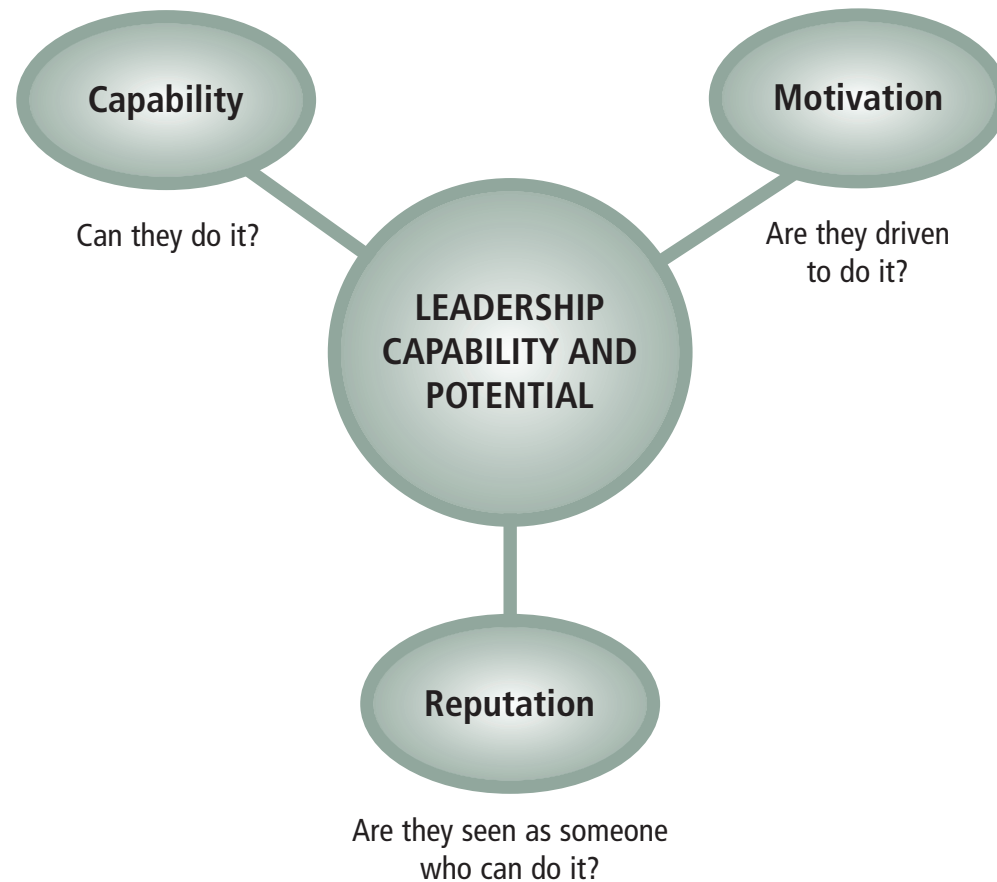 Capability
Can they do it?
Motivation
Are they driven
to do it?
LEADERSHIP
CAPABILITY AND
POTENTIAL
Reputation
Are they seen as someone
who can do it?